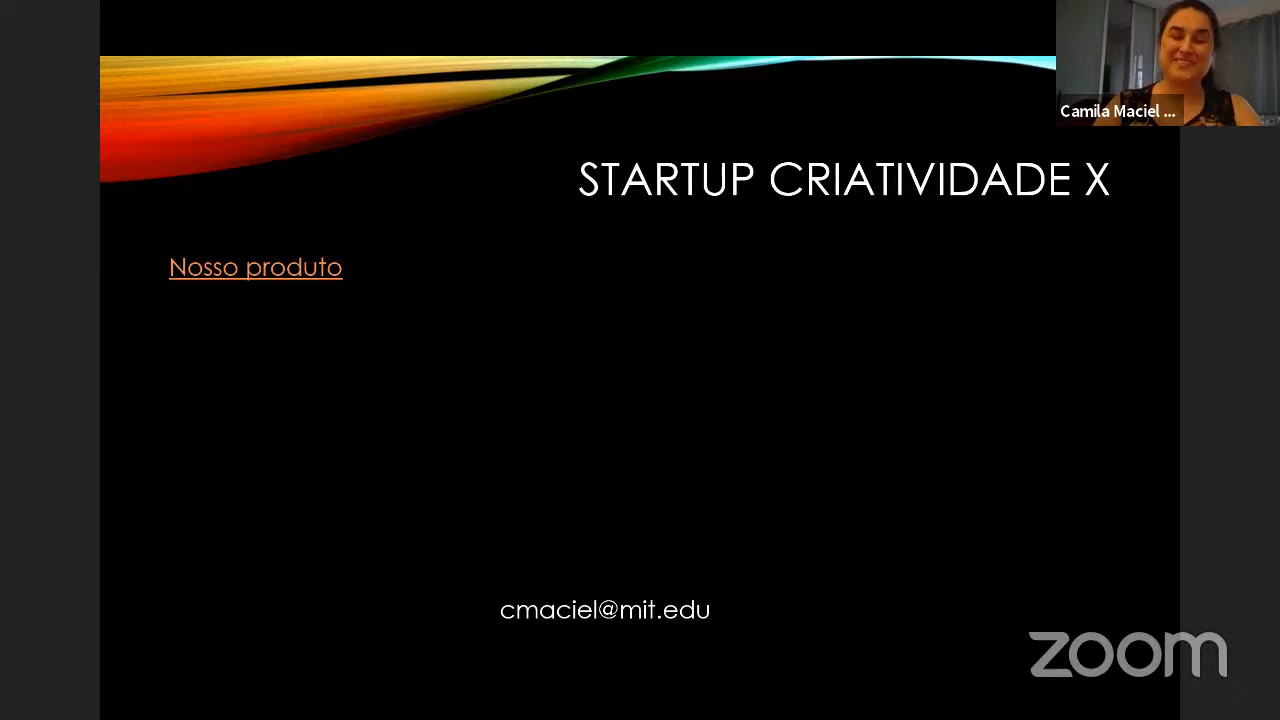 Camila Maciel ...
STARTUP CRIATIVIDADE X
Nosso produto
cmaciel@mit.edu
zoom